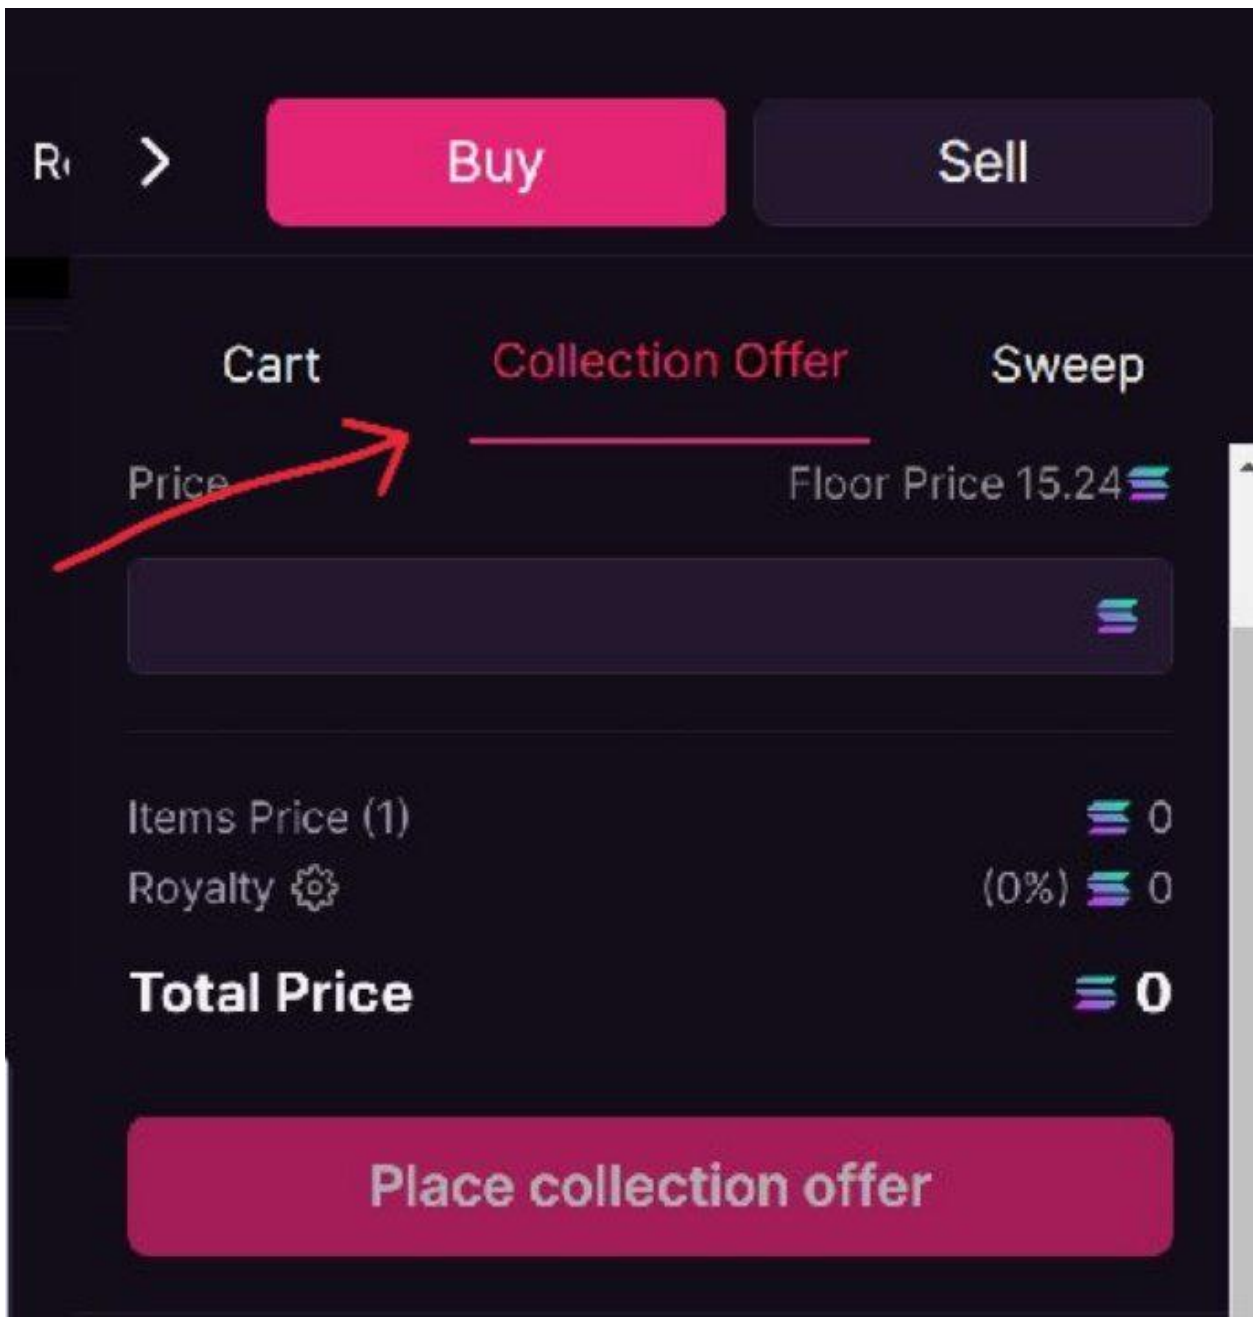 Buy Sell
Cart Collection Offer Sweep
Price Floor Price 15.24
Items Price (1) 0
Royalty (0%) 0
Total Price 0
Place collection offer